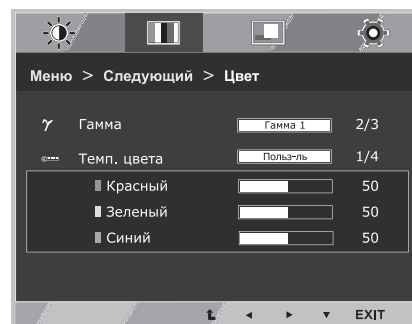 Меню > Следующий > Цвет
γ Гамма Гамма 1 2/3
Темп. цвета Польз-ль 1/4
Красный 50
Зеленый 50
Синий 50
EXIT